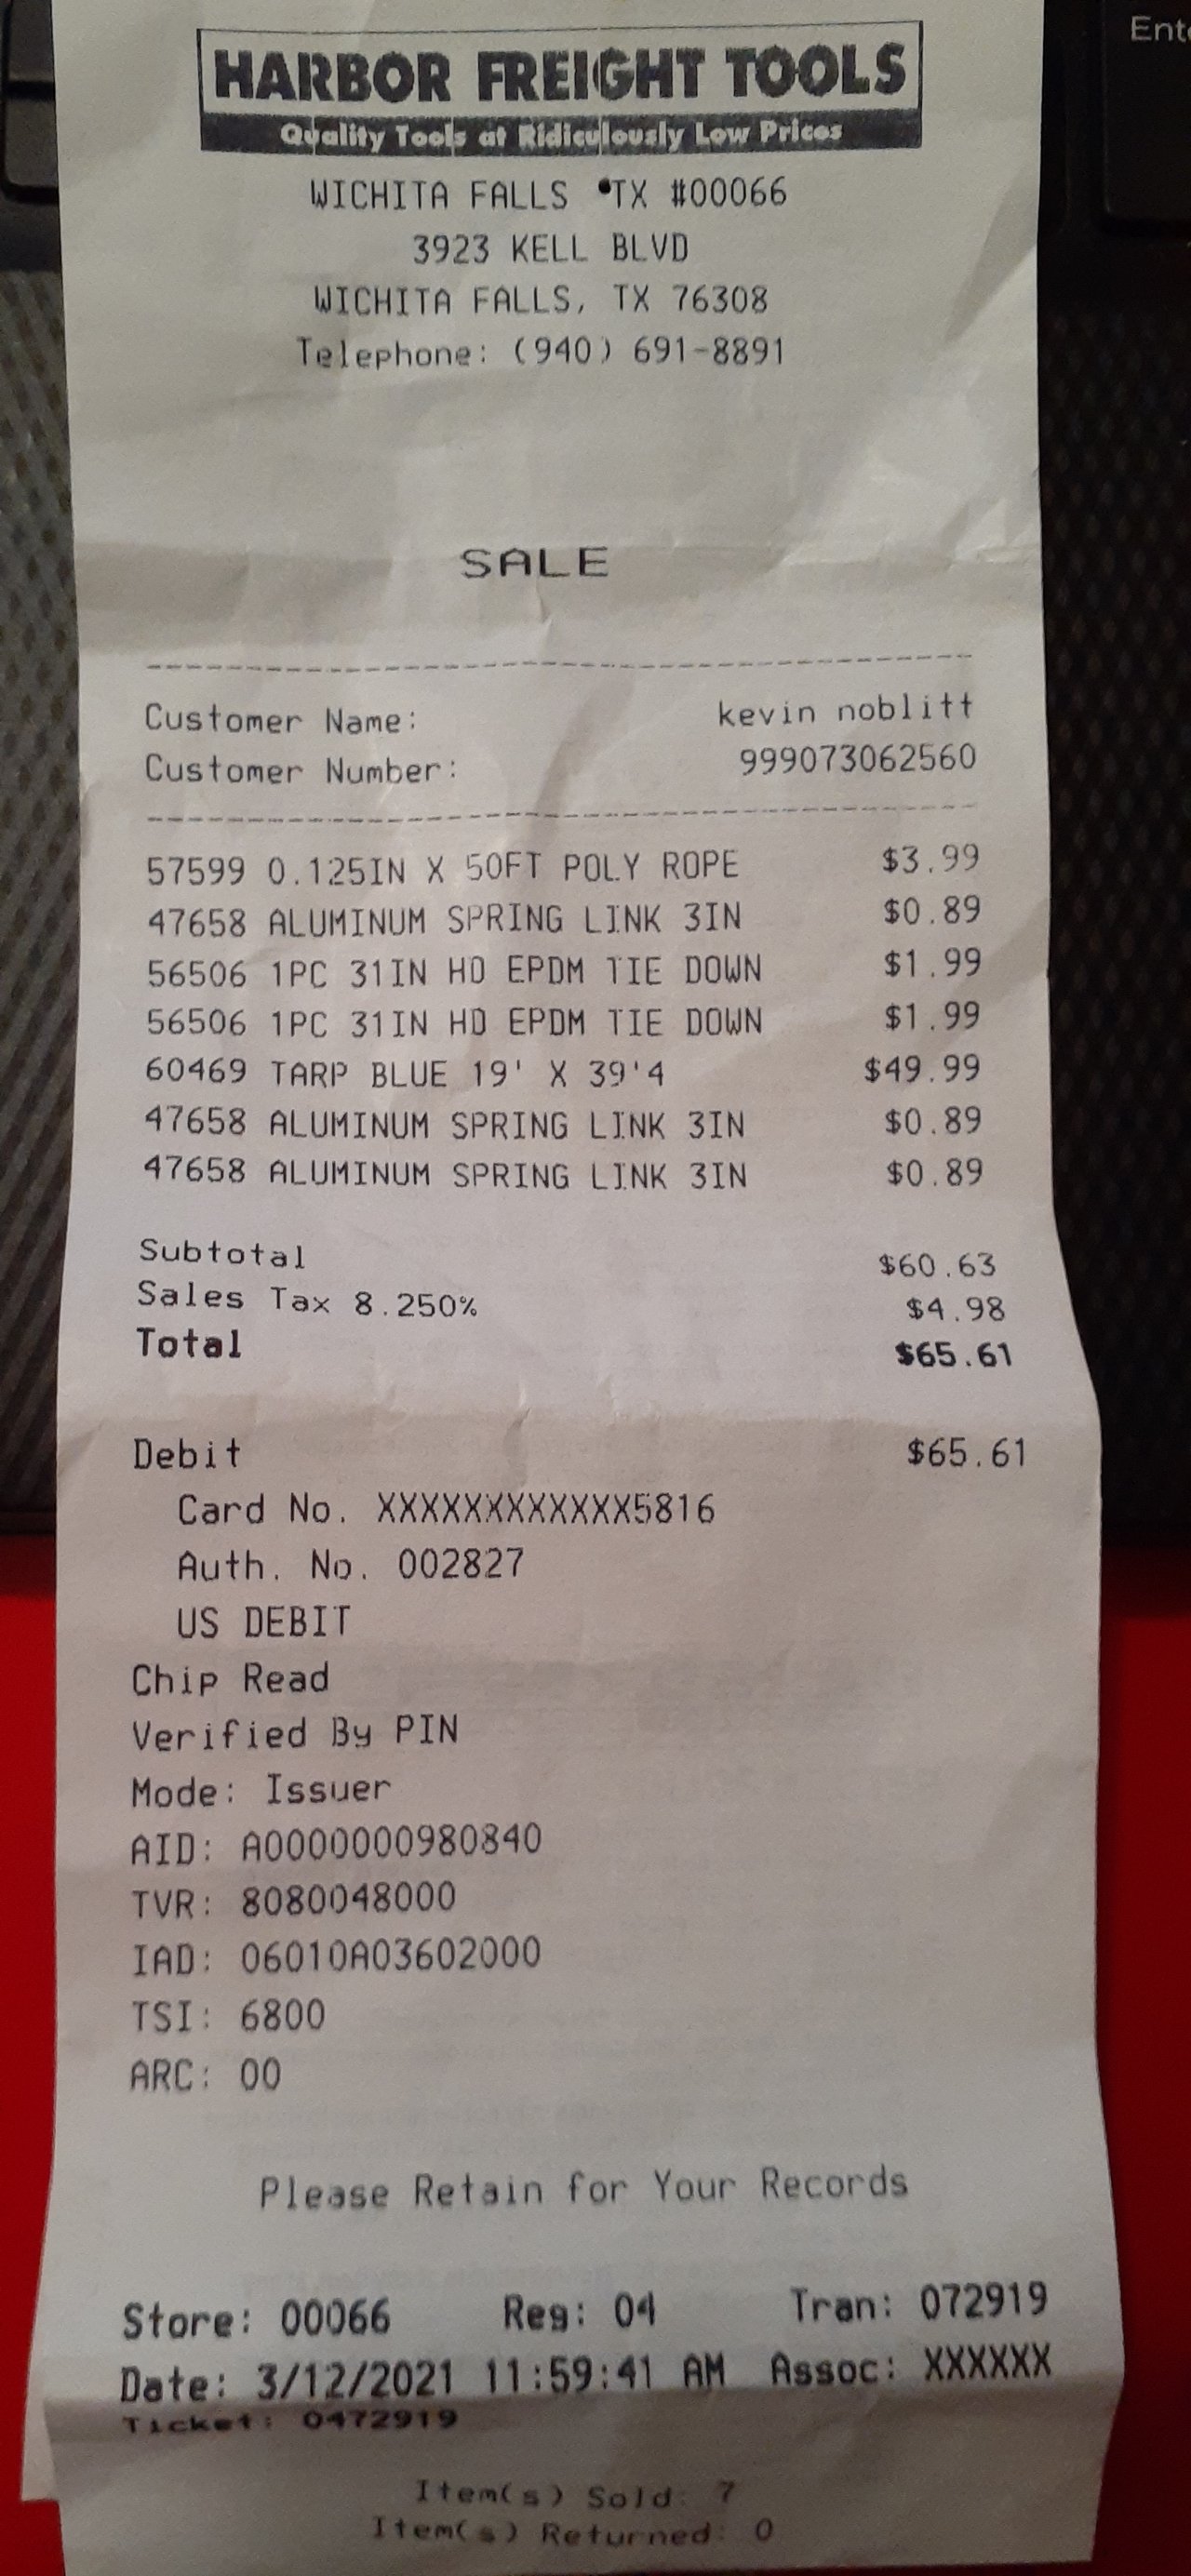 HARBOR FREIGHT TOOLS
Quality Tools at Ridiculously Low Prices
WICHITA FALLS TX #00066
3923 KELL BLVD
WICHITA FALLS, TX 76308
Telephone: (940) 691-8891
SALE
Customer Name: kevin noblitt
Customer Number: 999073062560
57599 0.125IN X 50FT POLY ROPE $3.99
47658 ALUMINUM SPRING LINK 3IN $0.89
56506 1PC 31IN HD EPDM TIE DOWN $1.99
56506 1PC 31IN HD EPDM TIE DOWN $1.99
60469 TARP BLUE 19' X 39'4 $49.99
47658 ALUMINUM SPRING LINK 3IN $0.89
47658 ALUMINUM SPRING LINK 3IN $0.89
Subtotal $60.63
Sales Tax 8.250% $4.98
Total $65.61
Debit $65.61
Card No. XXXXXXXXXXXX5816
Auth. No. 002827
US DEBIT
Chip Read
Verified By PIN
Mode: Issuer
AID: A0000000980840
TVR: 8080048000
IAD: 06010A03602000
TSI: 6800
ARC: 00
Please Retain for Your Records
Store: 00066 Reg: 04 Tran: 072919
Date: 3/12/2021 11:59:41 AM Assoc: XXXXXX
Ticket: 0472919
Item(s) Sold: 7
Item(s) Returned: 0